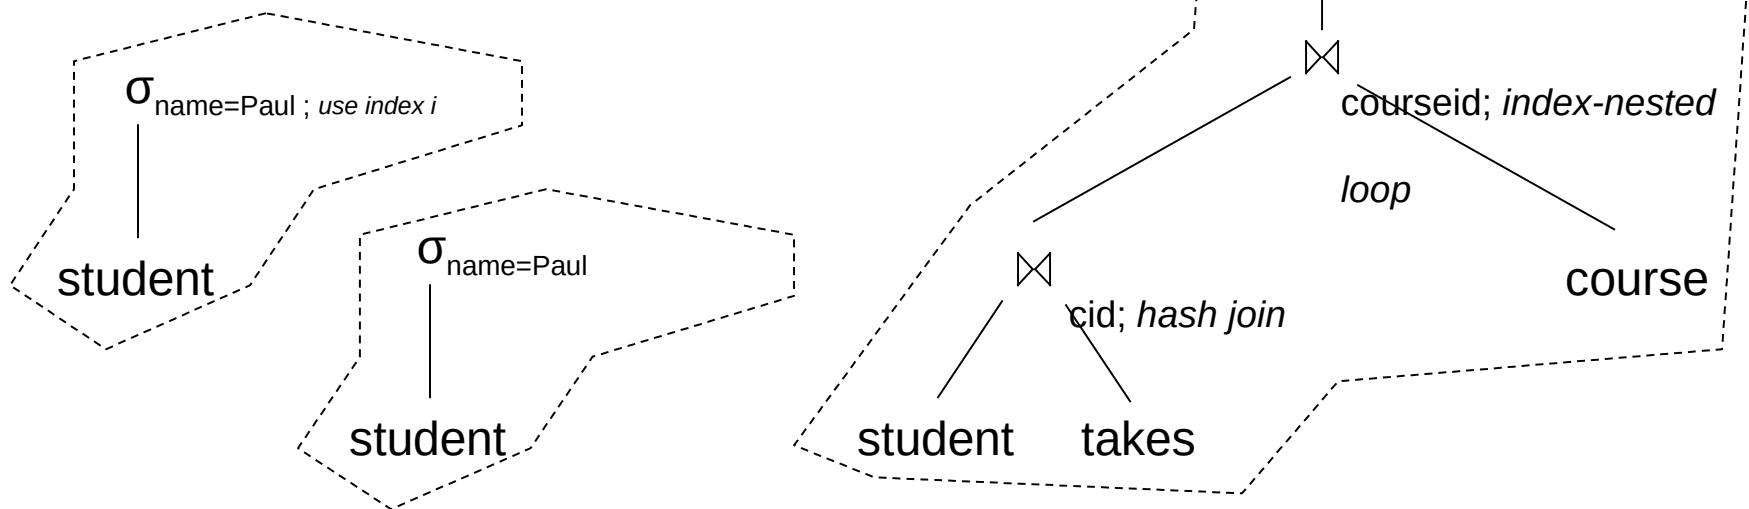 σname=Paul ; use index i
student
σname=Paul
student
⋈
courseid; index-nested
loop
⋈
cid; hash join
course
student takes